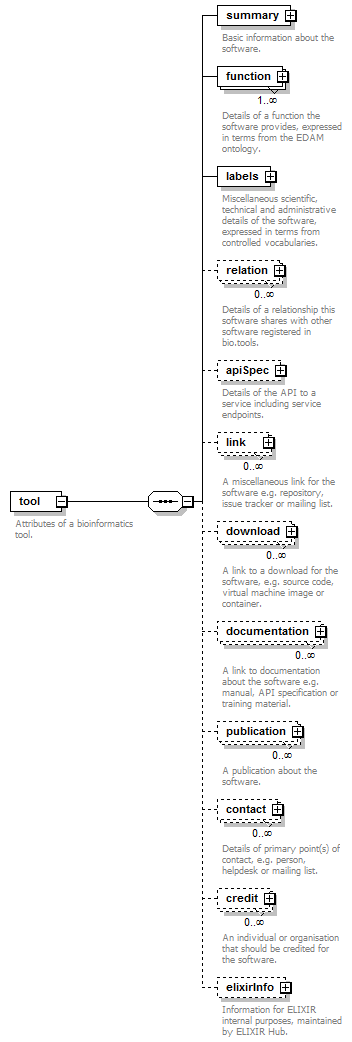 summary
Basic information about the
software.
function
1..∞
Details of a function the
software provides, expressed
in terms from the EDAM
ontology.
labels
Miscellaneous scientific,
technical and administrative
details of the software,
expressed in terms from
controlled vocabularies.
relation
0..∞
Details of a relationship this
software shares with other
software registered in
bio.tools.
apiSpec
Details of the API to a
service including service
endpoints.
link
0..∞
A miscellaneous link for the
software e.g. repository,
issue tracker or mailing list.
tool
Attributes of a bioinformatics
tool.
download
0..∞
A link to a download for the
software, e.g. source code,
virtual machine image or
container.
documentation
0..∞
A link to documentation
about the software e.g.
manual, API specification or
training material.
publication
0..∞
A publication about the
software.
contact
0..∞
Details of primary point(s) of
contact, e.g. person,
helpdesk or mailing list.
credit
0..∞
An individual or organisation
that should be credited for
the software.
elixirInfo
Information for ELIXIR
internal purposes, maintained
by ELIXIR Hub.